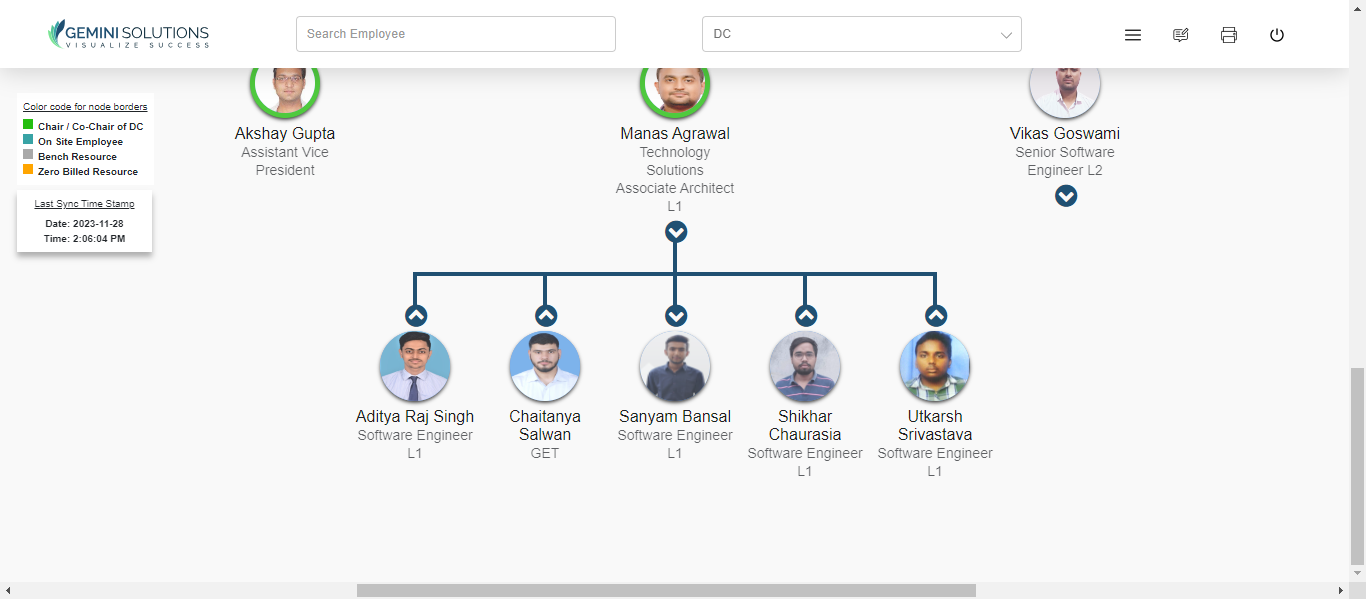 GEMINI SOLUTIONS
VISUALIZE SUCCESS
Search Employee
DC
Color code for node borders
Chair / Co-Chair of DC
On Site Employee
Bench Resource
Zero Billed Resource
Last Sync Time Stamp
Date: 2023-11-28
Time: 2:06:04 PM
Akshay Gupta
Assistant Vice
President
Manas Agrawal
Technology
Solutions
Associate Architect
L1
Vikas Goswami
Senior Software
Engineer L2
Aditya Raj Singh
Software Engineer
L1
Chaitanya
Salwan
GET
Sanyam Bansal
Software Engineer
L1
Shikhar
Chaurasia
Software Engineer
L1
Utkarsh
Srivastava
Software Engineer
L1